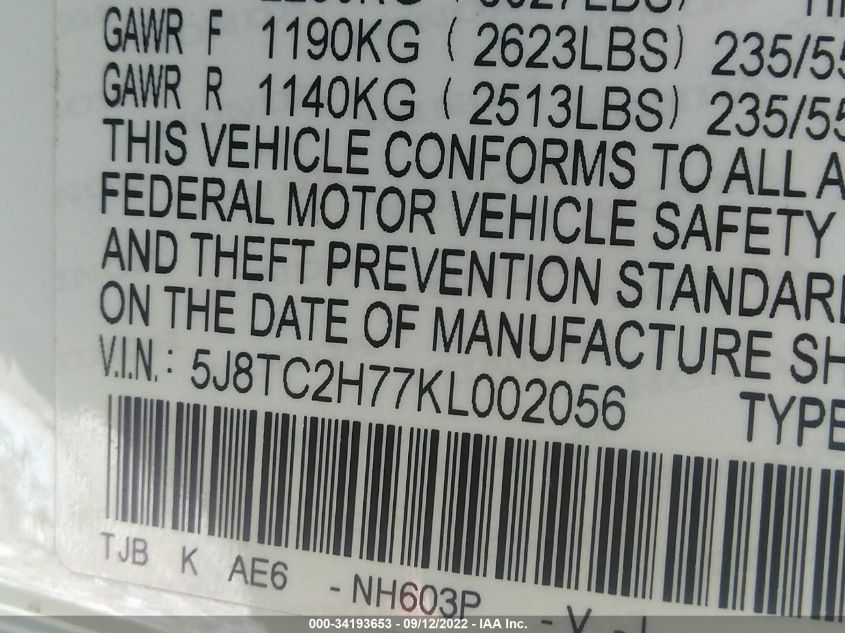 GAWR F 1190KG ( 2623LBS) 235/55
GAWR R 1140KG ( 2513LBS) 235/55
THIS VEHICLE CONFORMS TO ALL A
FEDERAL MOTOR VEHICLE SAFETY
AND THEFT PREVENTION STANDARD
ON THE DATE OF MANUFACTURE SH
V.I.N.: 5J8TC2H77KL002056 TYPE
TJB K AE6 - NH603P - V - I
000-34193653 - 09/12/2022 - IAA Inc.